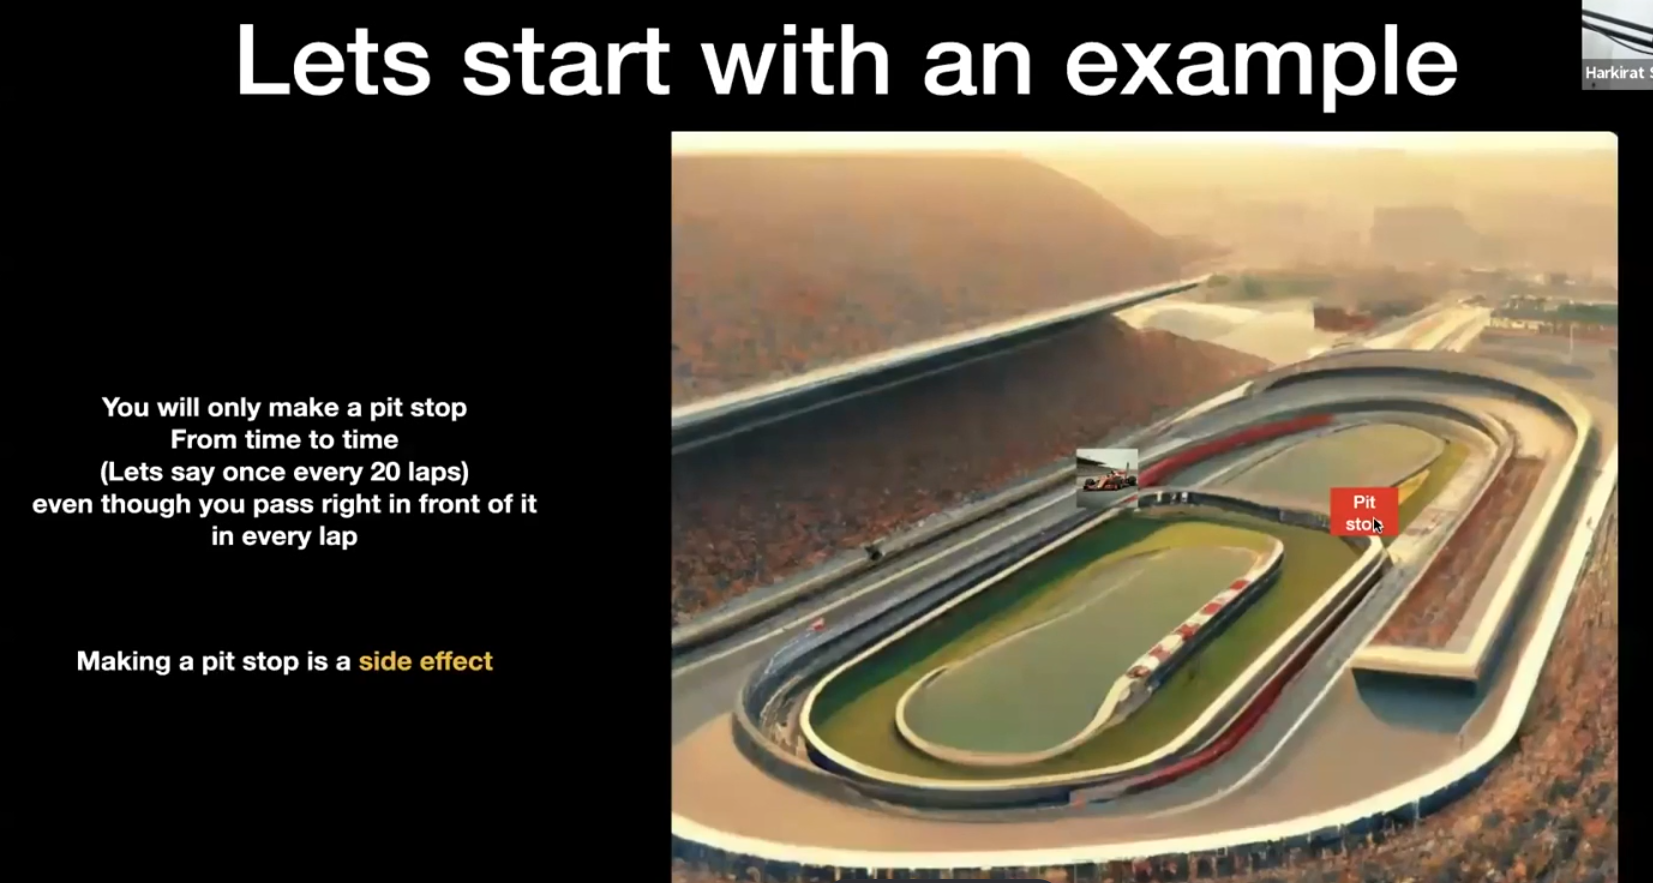 Lets start with an example
Harkirat
You will only make a pit stop
From time to time
(Lets say once every 20 laps)
even though you pass right in front of it
in every lap
Making a pit stop is a side effect
Pit
stop